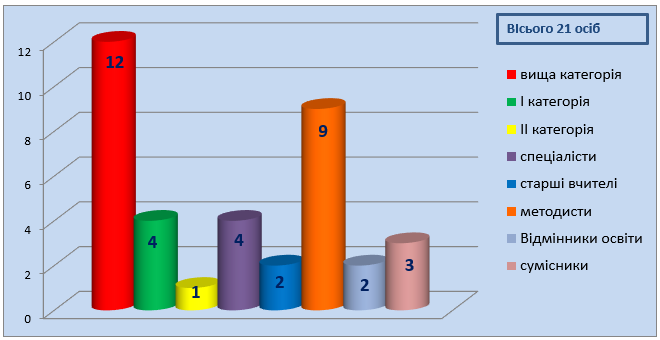 ВІсього 21 осіб
12
10
8
6
4
2
0
12
4
1
4
2
9
2
3
вища категорія
І категорія
ІІ категорія
спеціалісти
старші вчителі
методисти
Відмінники освіти
сумісники